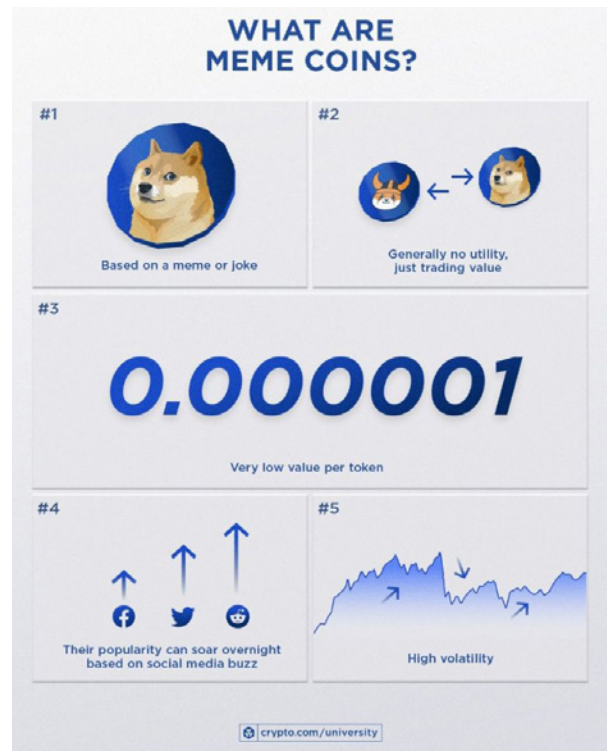 WHAT ARE
MEME COINS?
#1
Based on a meme or joke
#2
Generally no utility,
just trading value
#3
0.000001
Very low value per token
#4
Their popularity can soar overnight
based on social media buzz
#5
High volatility
crypto.com/university